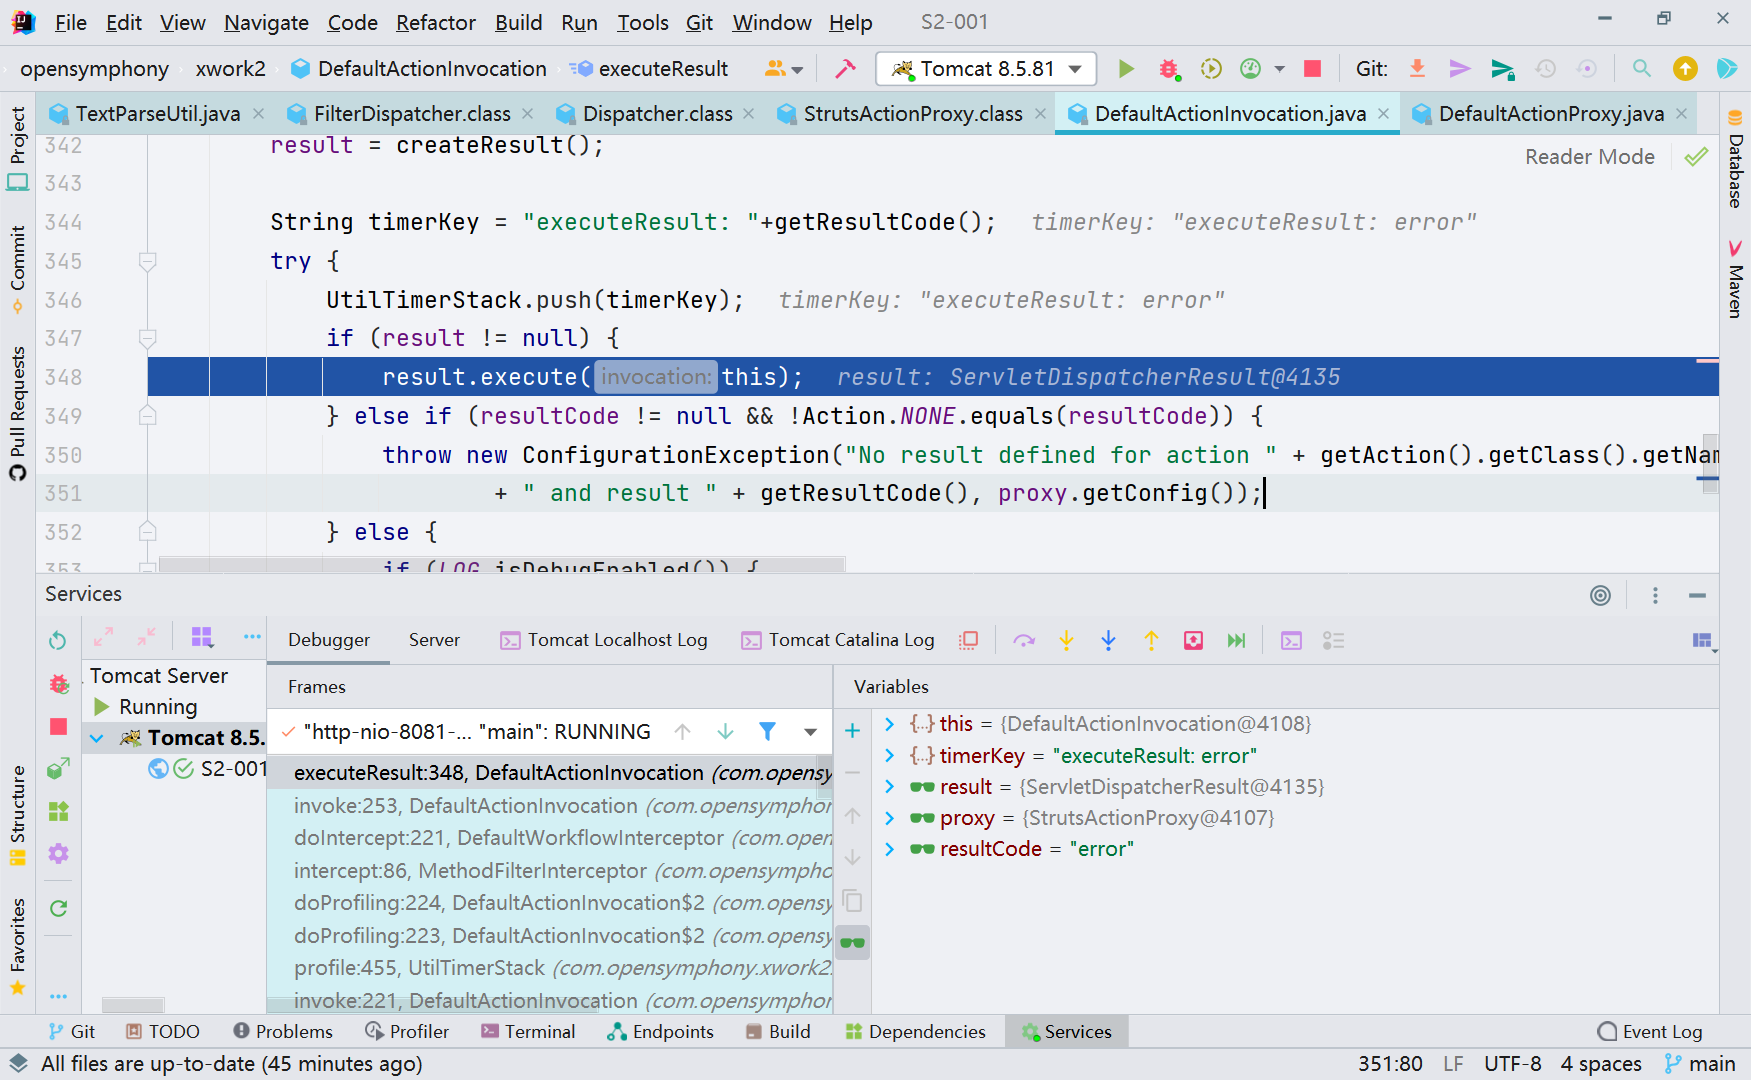 File Edit View Navigate Code Refactor Build Run Tools Git Window Help S2-001
opensymphony xwork2 DefaultActionInvocation executeResult Tomcat 8.5.81 Git:
TextParseUtil.java FilterDispatcher.class Dispatcher.class StrutsActionProxy.class DefaultActionInvocation.java DefaultActionProxy.java
Reader Mode
342 result = createResult();
343
344 String timerKey = "executeResult: "+getResultCode(); timerKey: "executeResult: error"
345 try {
346 UtilTimerStack.push(timerKey); timerKey: "executeResult: error"
347 if (result != null) {
348 result.execute( invocation: this); result: ServletDispatcherResult@4135
349 } else if (resultCode != null && !Action.NONE.equals(resultCode)) {
350 throw new ConfigurationException("No result defined for action " + getAction().getClass().getNam
351 + " and result " + getResultCode(), proxy.getConfig());
352 } else {
353 if (LOG.isDebugEnabled()) {
Project
Commit
Pull Requests
Structure
Favorites
Database
Maven
Services
Debugger Server Tomcat Localhost Log Tomcat Catalina Log
Tomcat Server
Running
Tomcat 8.5.
S2-001
Frames
"http-nio-8081-... "main": RUNNING
executeResult:348, DefaultActionInvocation (com.opensy
invoke:253, DefaultActionInvocation (com.opensymphor
doIntercept:221, DefaultWorkflowInterceptor (com.open
intercept:86, MethodFilterInterceptor (com.opensympho
doProfiling:224, DefaultActionInvocation$2 (com.opensy
doProfiling:223, DefaultActionInvocation$2 (com.opensy
profile:455, UtilTimerStack (com.opensymphony.xwork2.
invoke:221, DefaultActionInvocation (com.opensymphor
Variables
this = {DefaultActionInvocation@4108}
timerKey = "executeResult: error"
result = {ServletDispatcherResult@4135}
proxy = {StrutsActionProxy@4107}
resultCode = "error"
Git TODO Problems Profiler Terminal Endpoints Build Dependencies Services Event Log
All files are up-to-date (45 minutes ago) 351:80 LF UTF-8 4 spaces main